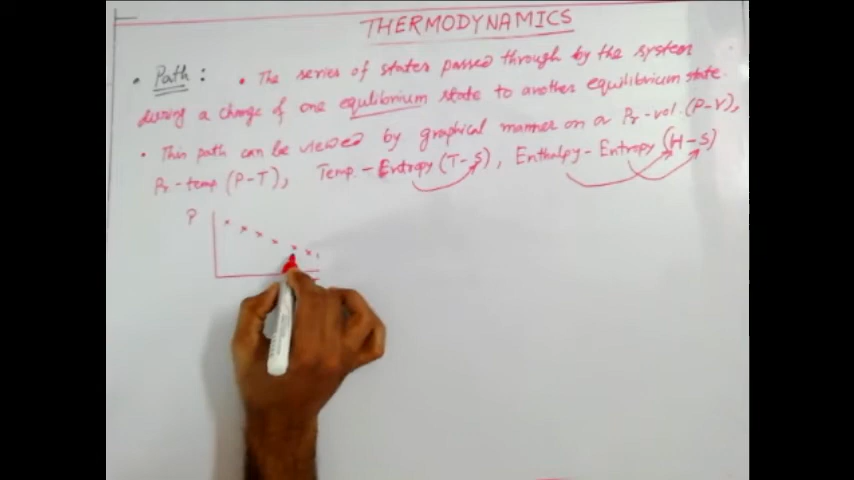 THERMODYNAMICS
• Path : • The series of states passed through by the system
during a change of one equlibrium state to another equilibrium state.
• This path can be viewed by graphical manner on a Pr-vol. (P-V),
Pr-temp (P-T), Temp.-Entropy (T-S), Enthalpy-Entropy (H-S)
P